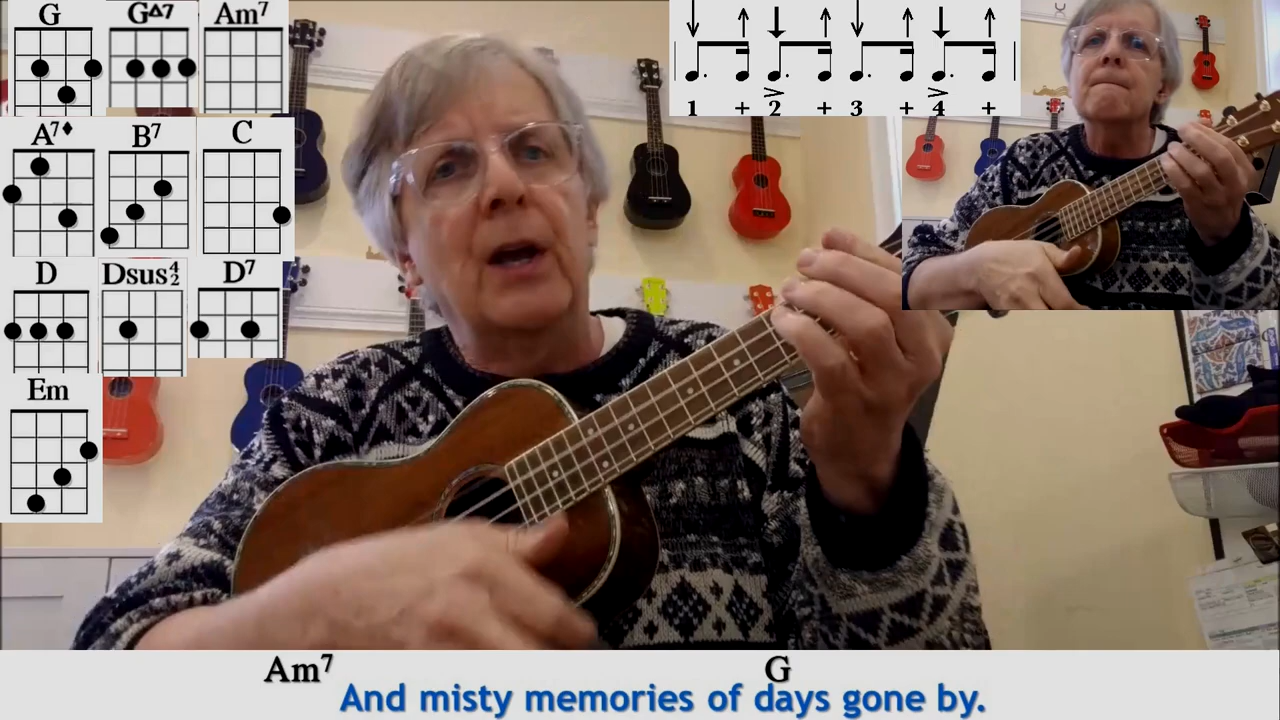 G G∆7 Am7
A7♦ B7 C
D Dsus4 2 D7
Em
1 + 2 + 3 + 4 +
Am7 G
And misty memories of days gone by.